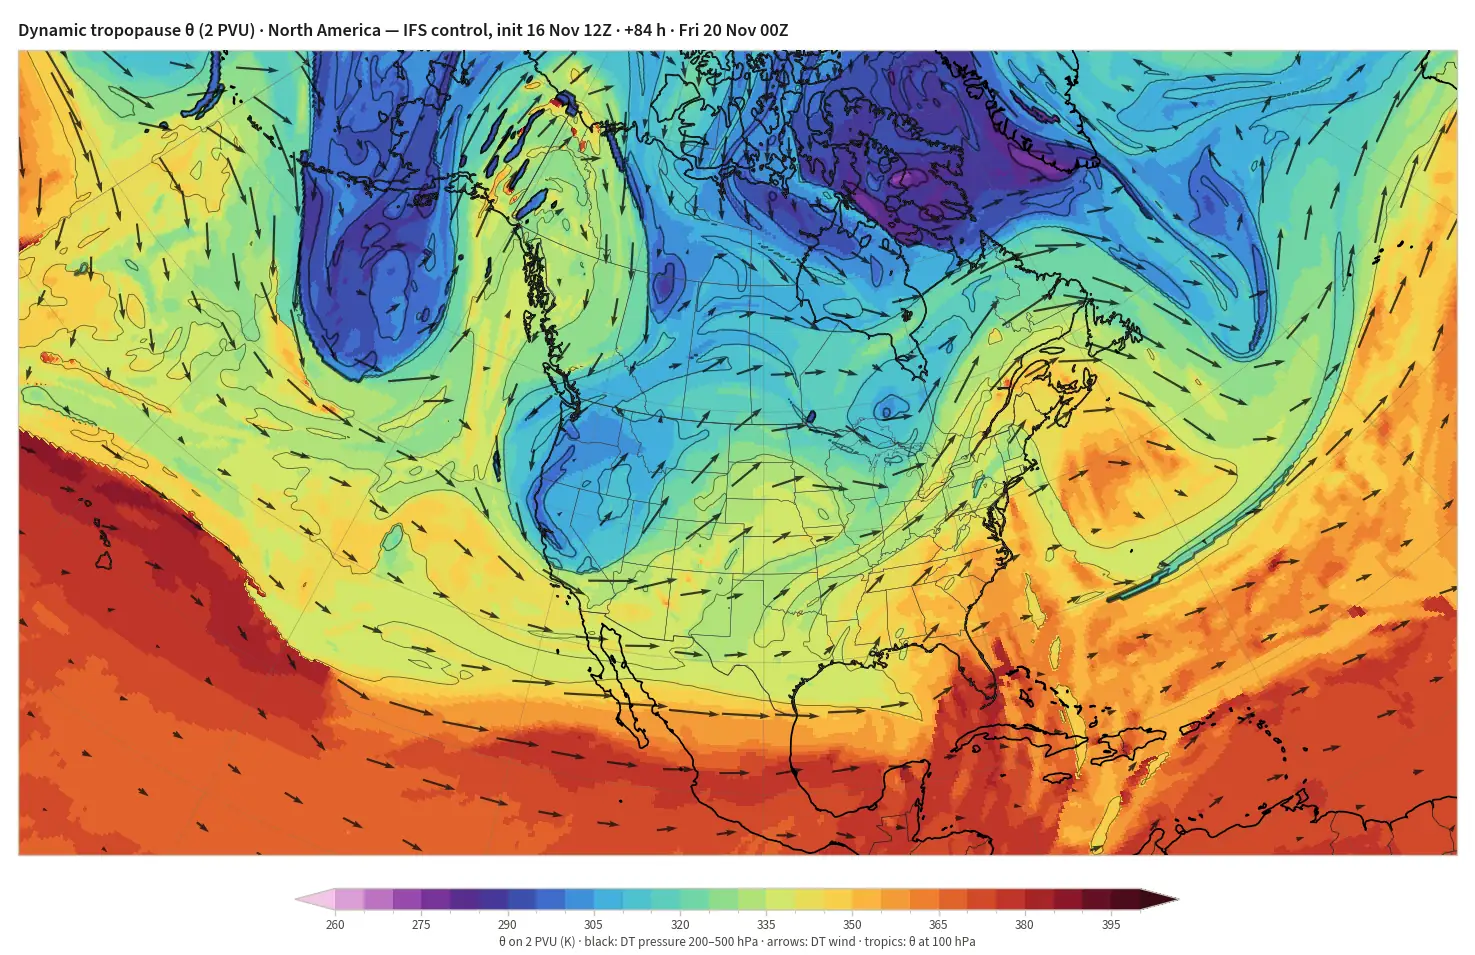 Dynamic tropopause θ (2 PVU) · North America — IFS control, init 16 Nov 12Z · +84 h · Fri 20 Nov 00Z
260 275 290 305 320 335 350 365 380 395
θ on 2 PVU (K) · black: DT pressure 200–500 hPa · arrows: DT wind · tropics: θ at 100 hPa